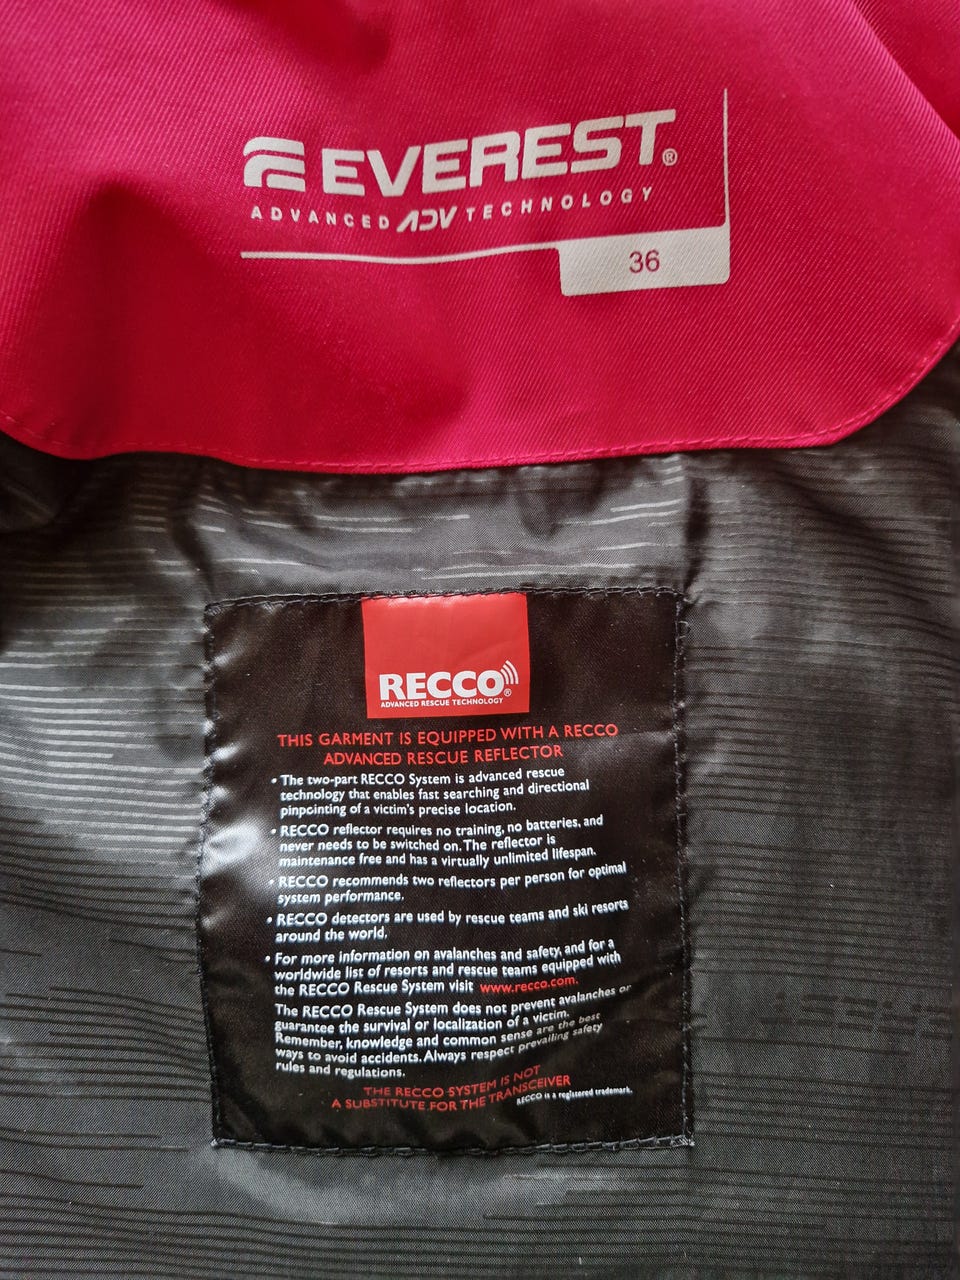 EVEREST®
ADVANCED ADV TECHNOLOGY
36
RECCO®
ADVANCED RESCUE TECHNOLOGY
THIS GARMENT IS EQUIPPED WITH A RECCO
ADVANCED RESCUE REFLECTOR
• The two-part RECCO System is advanced rescue
technology that enables fast searching and directional
pinpointing of a victim's precise location.
• RECCO reflector requires no training, no batteries, and
never needs to be switched on. The reflector is
maintenance free and has a virtually unlimited lifespan.
• RECCO recommends two reflectors per person for optimal
system performance.
• RECCO detectors are used by rescue teams and ski resorts
around the world.
• For more information on avalanches and safety, and for a
worldwide list of resorts and rescue teams equipped with
the RECCO Rescue System visit www.recco.com.
The RECCO Rescue System does not prevent avalanches or
guarantee the survival or localization of a victim.
Remember, knowledge and common sense are the best
ways to avoid accidents. Always respect prevailing safety
rules and regulations.
THE RECCO SYSTEM IS NOT
A SUBSTITUTE FOR THE TRANSCEIVER
RECCO is a registered trademark.